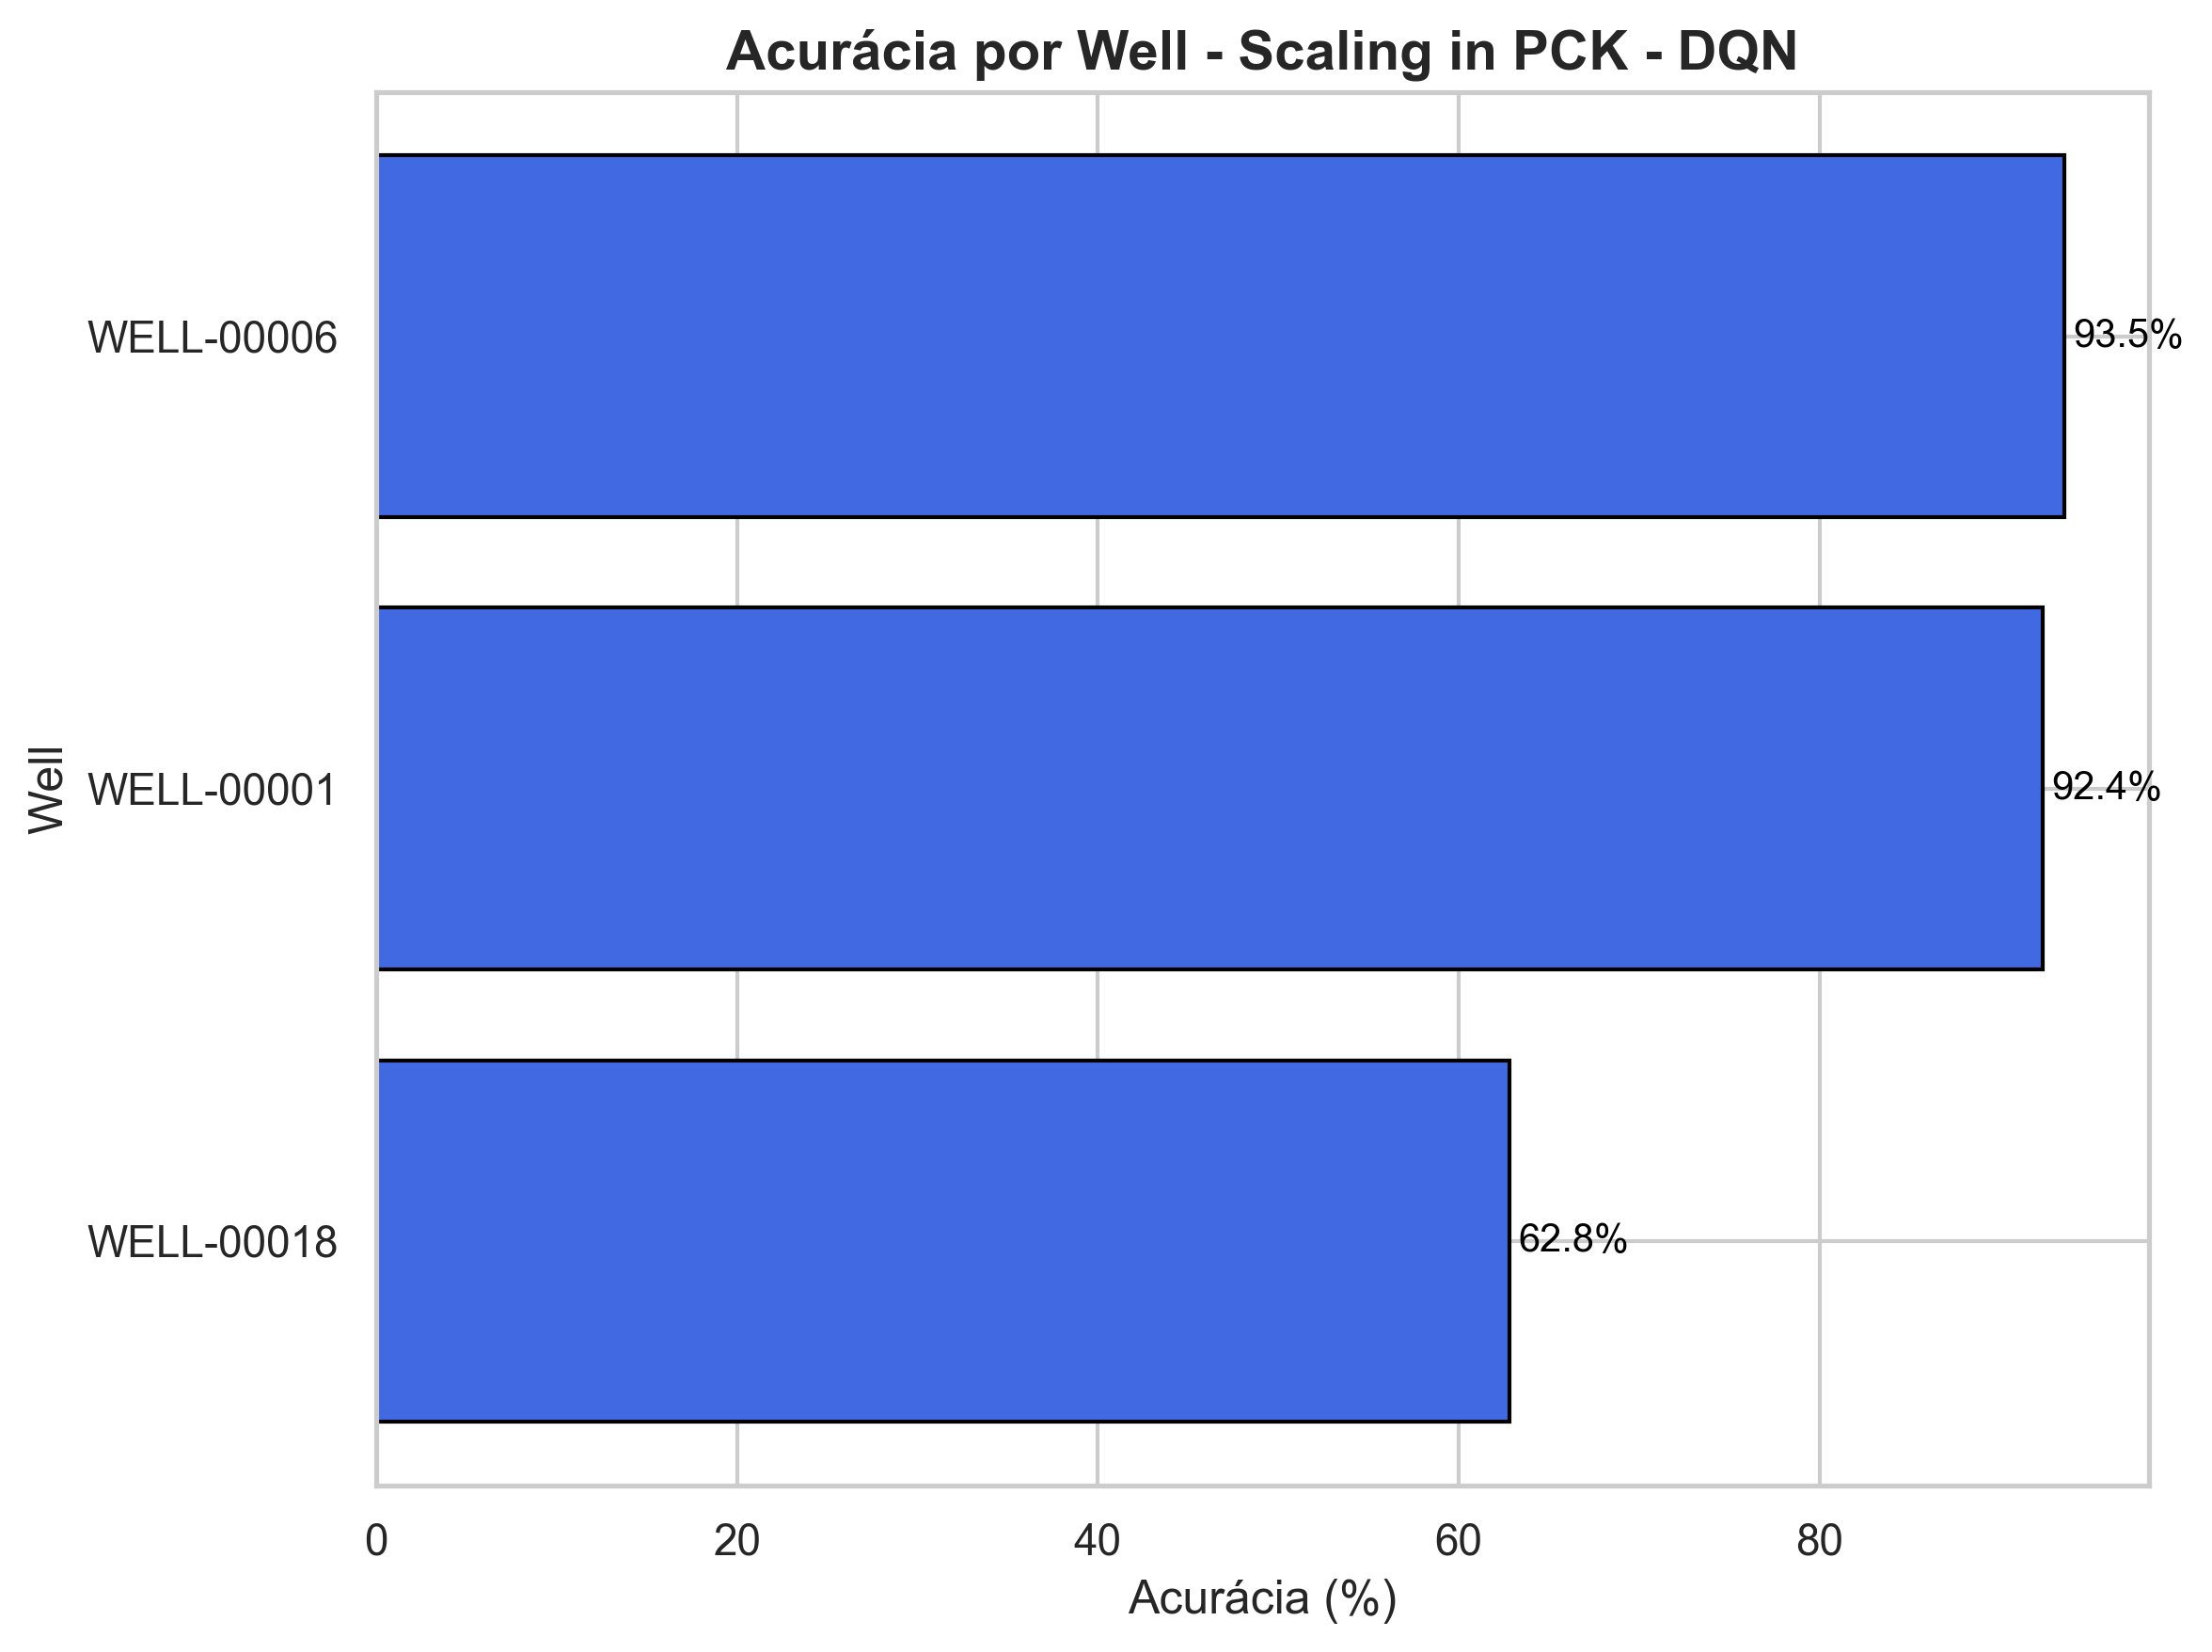 Acurácia por Well - Scaling in PCK - DQN
WELL-00006
93.5%
WELL-00001
92.4%
WELL-00018
62.8%
Well
0 20 40 60 80
Acurácia (%)